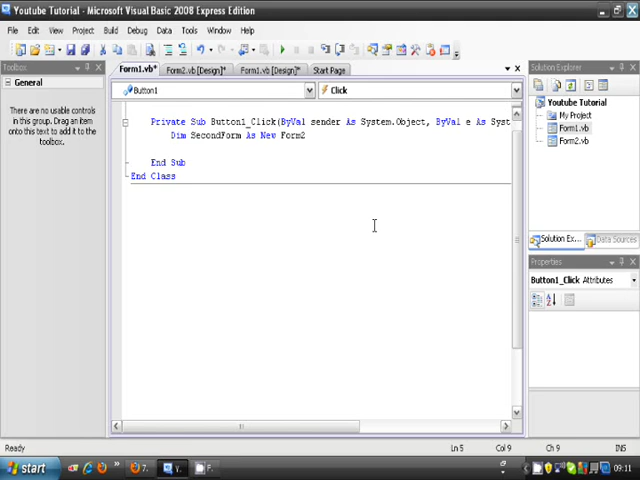 Youtube Tutorial - Microsoft Visual Basic 2008 Express Edition
File Edit View Project Build Debug Data Tools Window Help
Toolbox
General
There are no usable controls
in this group. Drag an item
onto this text to add it to the
toolbox.
Form1.vb* Form2.vb [Design]* Form1.vb [Design]* Start Page
Button1 Click
Private Sub Button1_Click(ByVal sender As System.Object, ByVal e As Syst
Dim SecondForm As New Form2
End Sub
End Class
Solution Explorer
Youtube Tutorial
My Project
Form1.vb
Form2.vb
Solution Ex... Data Sources
Properties
Button1_Click Attributes
Ready Ln 5 Col 9 Ch 9 INS
start 7. Y. F. 09:11